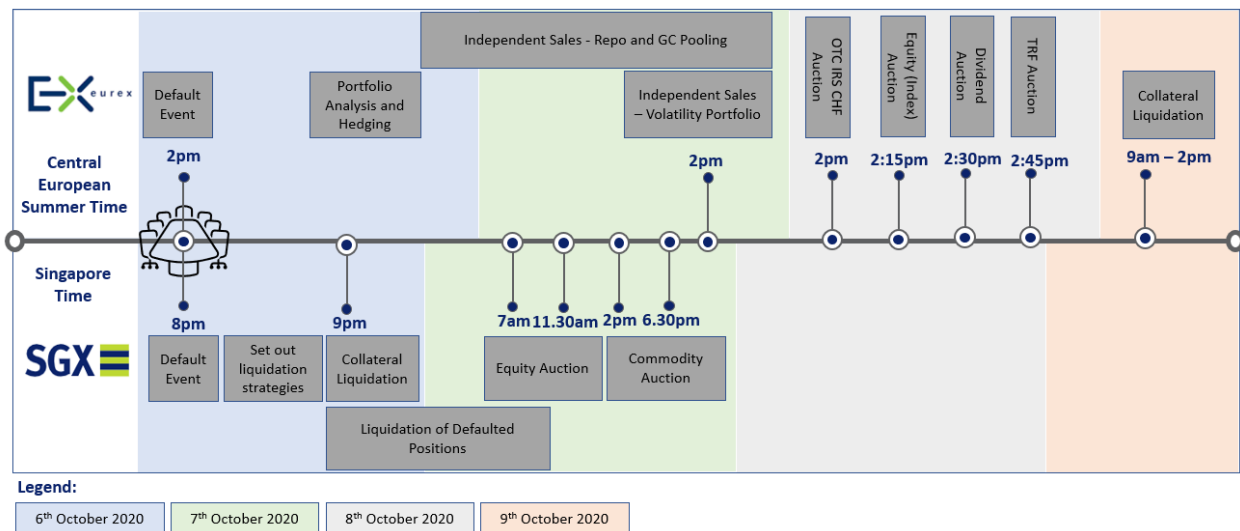 Independent Sales - Repo and GC Pooling
eurex
Default
Event
Portfolio
Analysis and
Hedging
Independent Sales
– Volatility Portfolio
OTC IRS CHF
Auction
Equity (Index)
Auction
Dividend
Auction
TRF Auction
Collateral
Liquidation
Central
European
Summer Time
2pm
2pm
2pm
2:15pm
2:30pm
2:45pm
9am – 2pm
Singapore
Time
8pm
9pm
7am
11.30am
2pm
6.30pm
SGX
Default
Event
Set out
liquidation
strategies
Collateral
Liquidation
Equity Auction
Commodity
Auction
Liquidation of Defaulted
Positions
Legend:
6th October 2020
7th October 2020
8th October 2020
9th October 2020